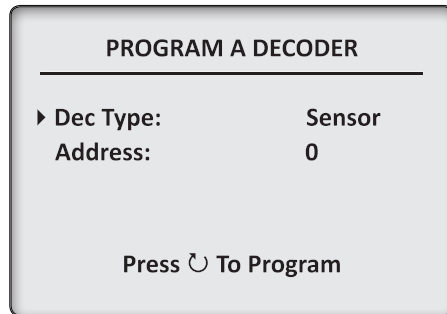 PROGRAM A DECODER
Dec Type: Sensor
Address: 0
Press ↻ To Program